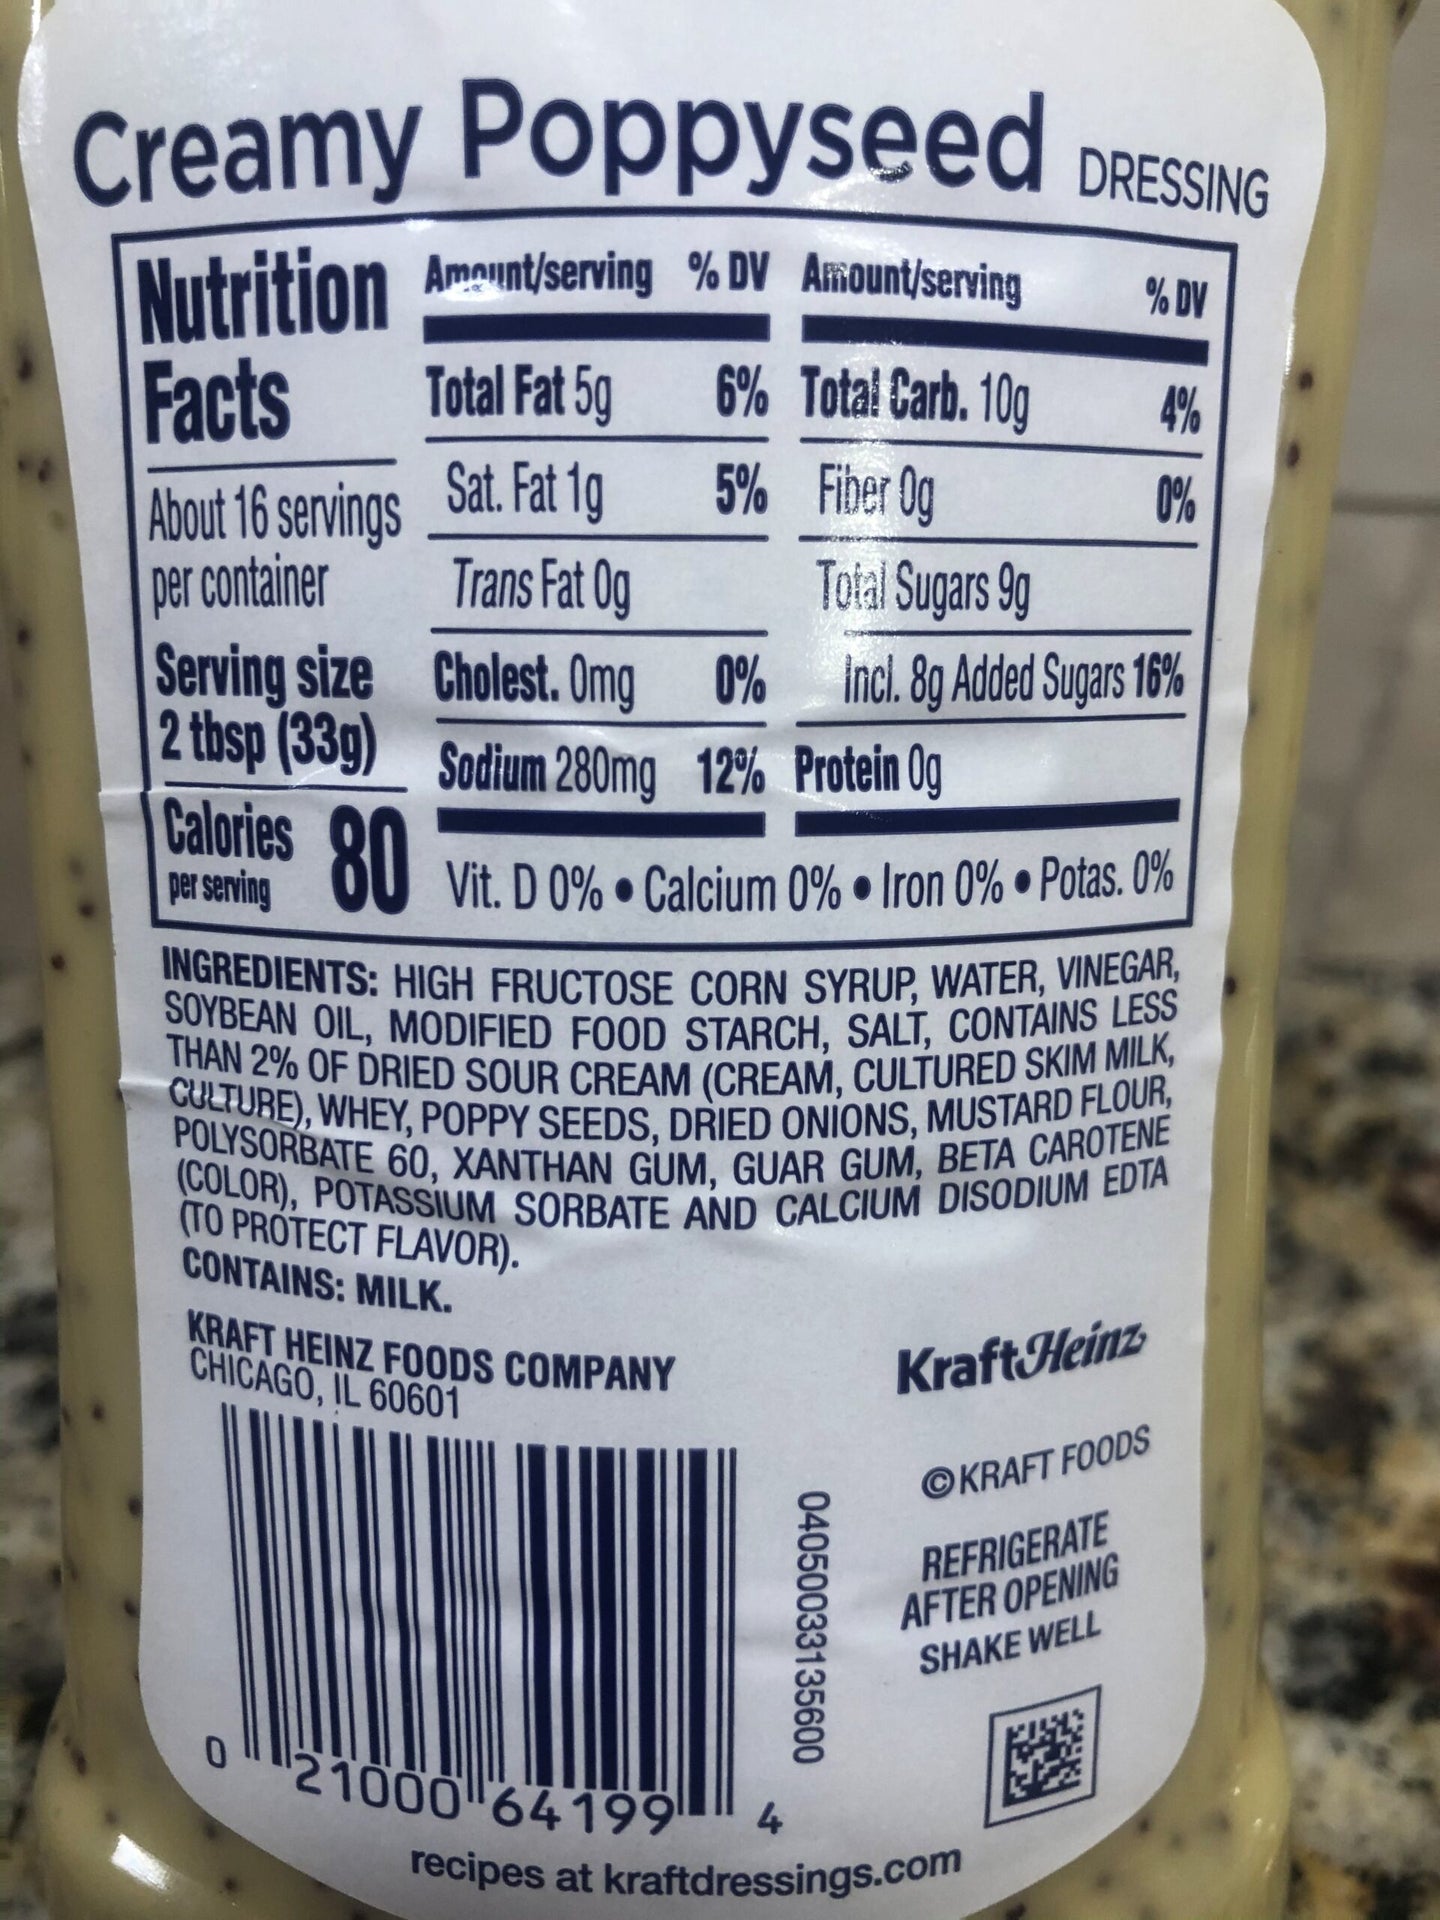 Creamy Poppyseed DRESSING
Nutrition
Facts
About 16 servings
per container
Serving size
2 tbsp (33g)
Calories
per serving
80
Amount/serving % DV
Total Fat 5g 6%
Sat. Fat 1g 5%
Trans Fat 0g
Cholest. 0mg 0%
Sodium 280mg 12%
Amount/serving % DV
Total Carb. 10g 4%
Fiber 0g 0%
Total Sugars 9g
Incl. 8g Added Sugars 16%
Protein 0g
Vit. D 0% • Calcium 0% • Iron 0% • Potas. 0%
INGREDIENTS: HIGH FRUCTOSE CORN SYRUP, WATER, VINEGAR,
SOYBEAN OIL, MODIFIED FOOD STARCH, SALT, CONTAINS LESS
THAN 2% OF DRIED SOUR CREAM (CREAM, CULTURED SKIM MILK,
CULTURE), WHEY, POPPY SEEDS, DRIED ONIONS, MUSTARD FLOUR,
POLYSORBATE 60, XANTHAN GUM, GUAR GUM, BETA CAROTENE
(COLOR), POTASSIUM SORBATE AND CALCIUM DISODIUM EDTA
(TO PROTECT FLAVOR).
CONTAINS: MILK.
KRAFT HEINZ FOODS COMPANY
CHICAGO, IL 60601
KraftHeinz
© KRAFT FOODS
REFRIGERATE
AFTER OPENING
SHAKE WELL
04050033135600
0 21000 64199 4
recipes at kraftdressings.com